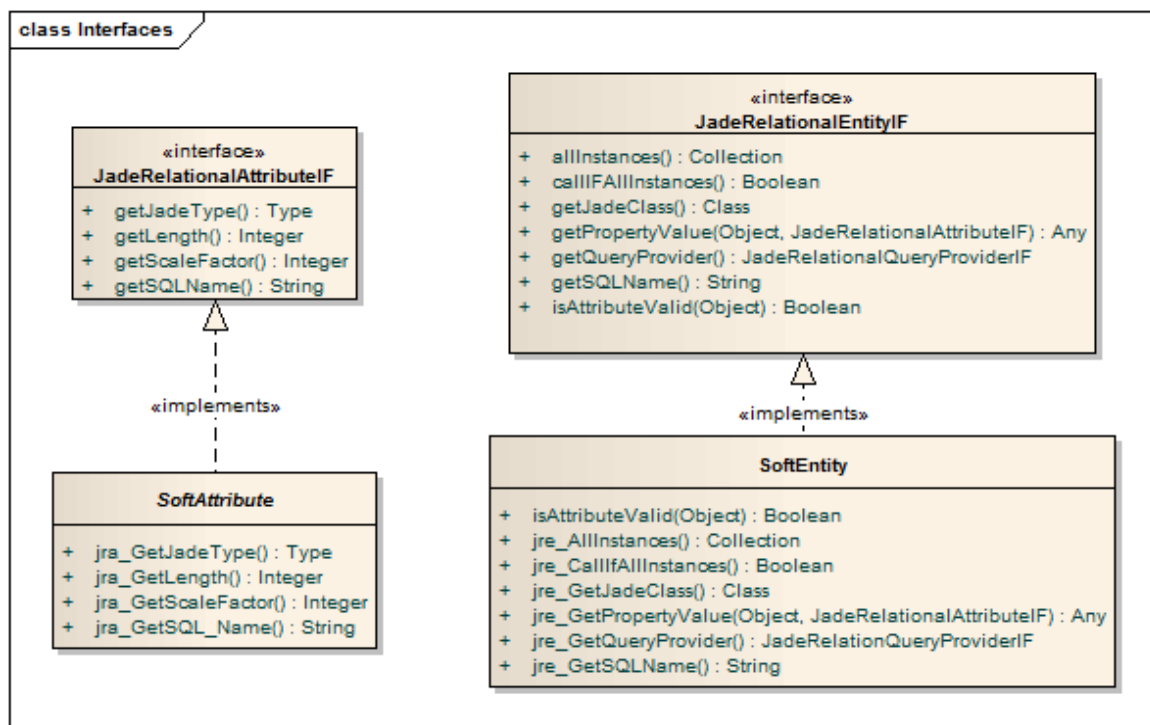 class Interfaces
«interface»
JadeRelationalAttributeIF
+ getJadeType() : Type
+ getLength() : Integer
+ getScaleFactor() : Integer
+ getSQLName() : String
«implements»
SoftAttribute
+ jra_GetJadeType() : Type
+ jra_GetLength() : Integer
+ jra_GetScaleFactor() : Integer
+ jra_GetSQL_Name() : String
«interface»
JadeRelationalEntityIF
+ allInstances() : Collection
+ callIFAllInstances() : Boolean
+ getJadeClass() : Class
+ getPropertyValue(Object, JadeRelationalAttributeIF) : Any
+ getQueryProvider() : JadeRelationalQueryProviderIF
+ getSQLName() : String
+ isAttributeValid(Object) : Boolean
«implements»
SoftEntity
+ isAttributeValid(Object) : Boolean
+ jre_AllInstances() : Collection
+ jre_CallIfAllInstances() : Boolean
+ jre_GetJadeClass() : Class
+ jre_GetPropertyValue(Object, JadeRelationalAttributeIF) : Any
+ jre_GetQueryProvider() : JadeRelationQueryProviderIF
+ jre_GetSQLName() : String